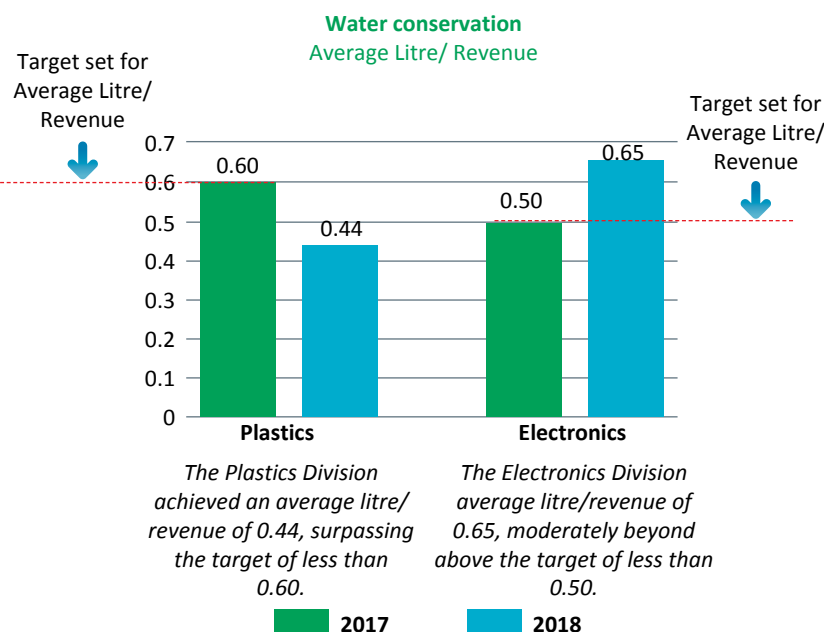 Water conservation
Average Litre/ Revenue
Target set for
Average Litre/
Revenue
Target set for
Average Litre/
Revenue
0.7
0.6
0.5
0.4
0.3
0.2
0.1
0
0.60
0.44
0.50
0.65
Plastics
Electronics
The Plastics Division
achieved an average litre/
revenue of 0.44, surpassing
the target of less than
0.60.
The Electronics Division
average litre/revenue of
0.65, moderately beyond
above the target of less than
0.50.
2017
2018